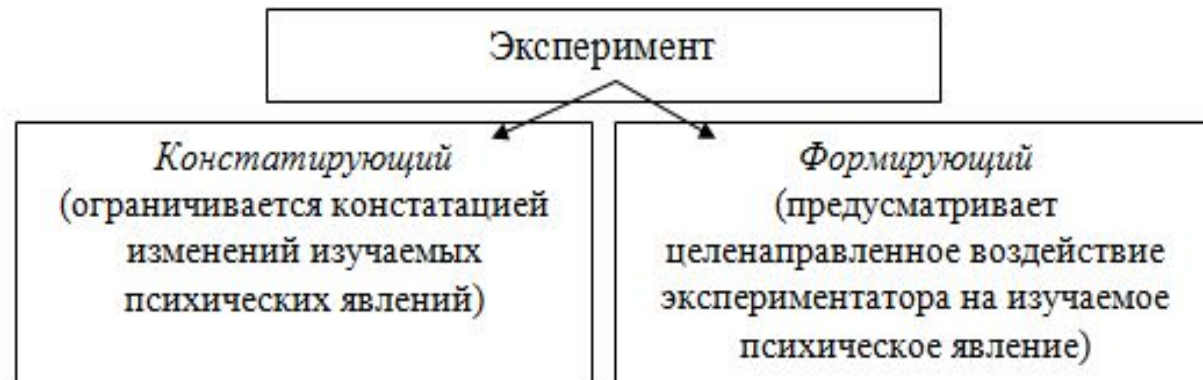 Эксперимент
Констатирующий
(ограничивается констатацией
изменений изучаемых
психических явлений)
Формирующий
(предусматривает
целенаправленное воздействие
экспериментатора на изучаемое
психическое явление)